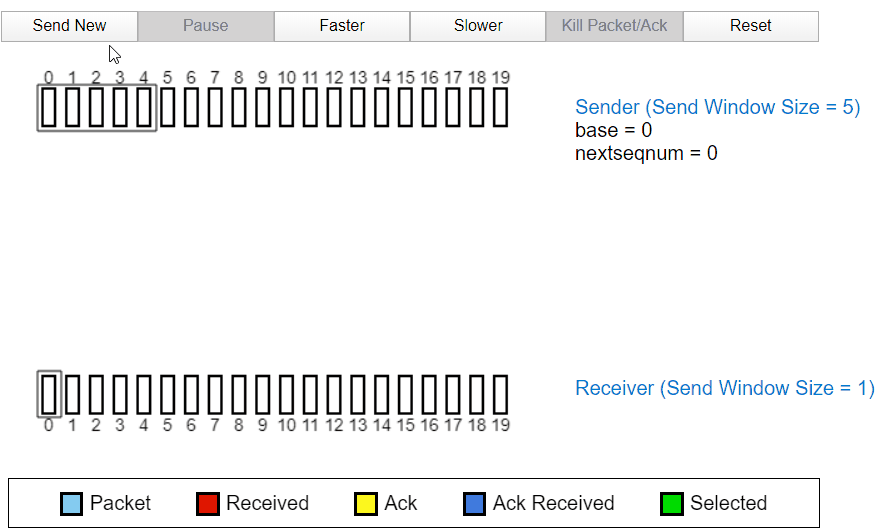 Send New Pause Faster Slower Kill Packet/Ack Reset
0 1 2 3 4 5 6 7 8 9 10 11 12 13 14 15 16 17 18 19
Sender (Send Window Size = 5)
base = 0
nextseqnum = 0
Receiver (Send Window Size = 1)
0 1 2 3 4 5 6 7 8 9 10 11 12 13 14 15 16 17 18 19
Packet Received Ack Ack Received Selected